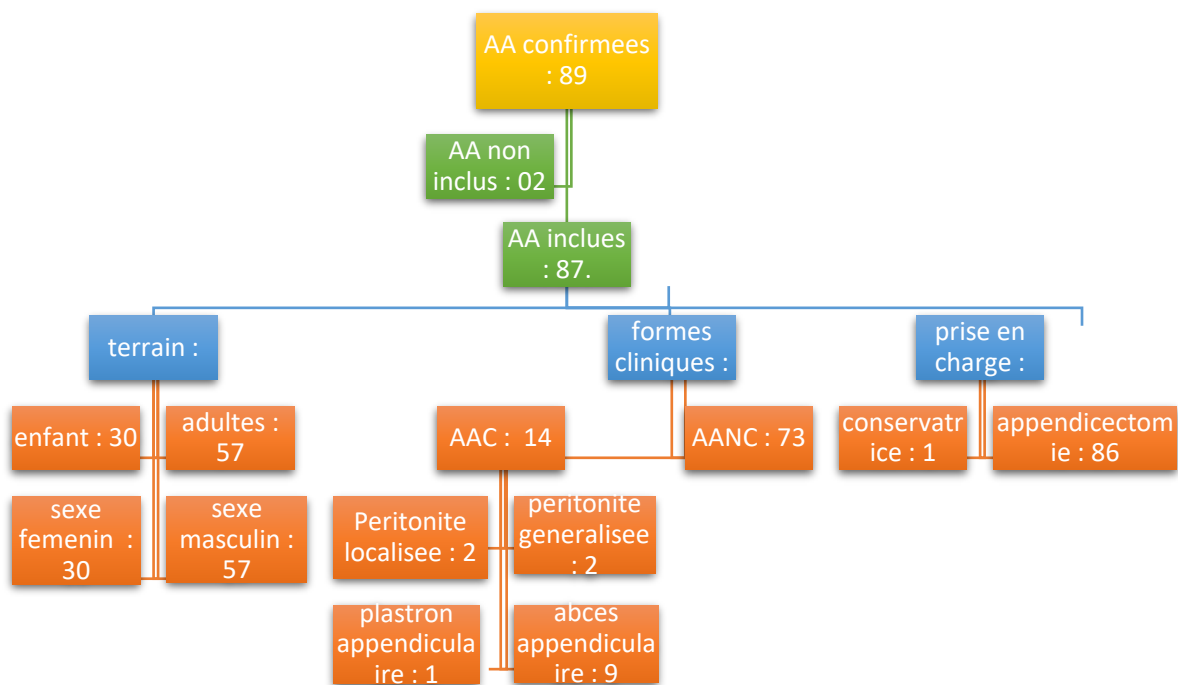 AA confirmees
: 89
AA non
inclus : 02
AA inclues
: 87.
terrain :
formes
cliniques :
prise en
charge :
enfant : 30
adultes :
57
AAC :  14
AANC : 73
conservatr
ice : 1
appendicectom
ie : 86
sexe
femenin  :
30
sexe
masculin :
57
Peritonite
localisee : 2
peritonite
generalisee
: 2
plastron
appendicula
ire : 1
abces
appendicula
ire : 9